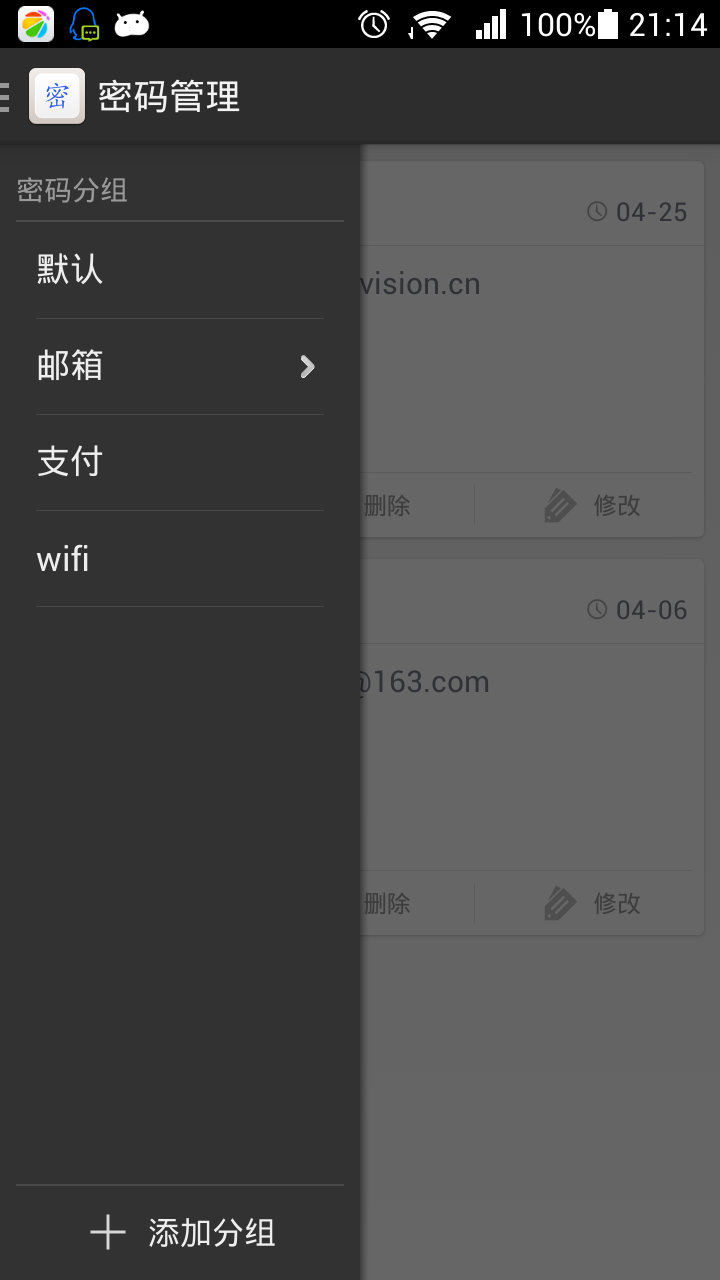 100% 21:14
密 密码管理
密码分组
04-25
默认
vision.cn
邮箱
支付
删除
修改
wifi
04-06
@163.com
删除
修改
添加分组